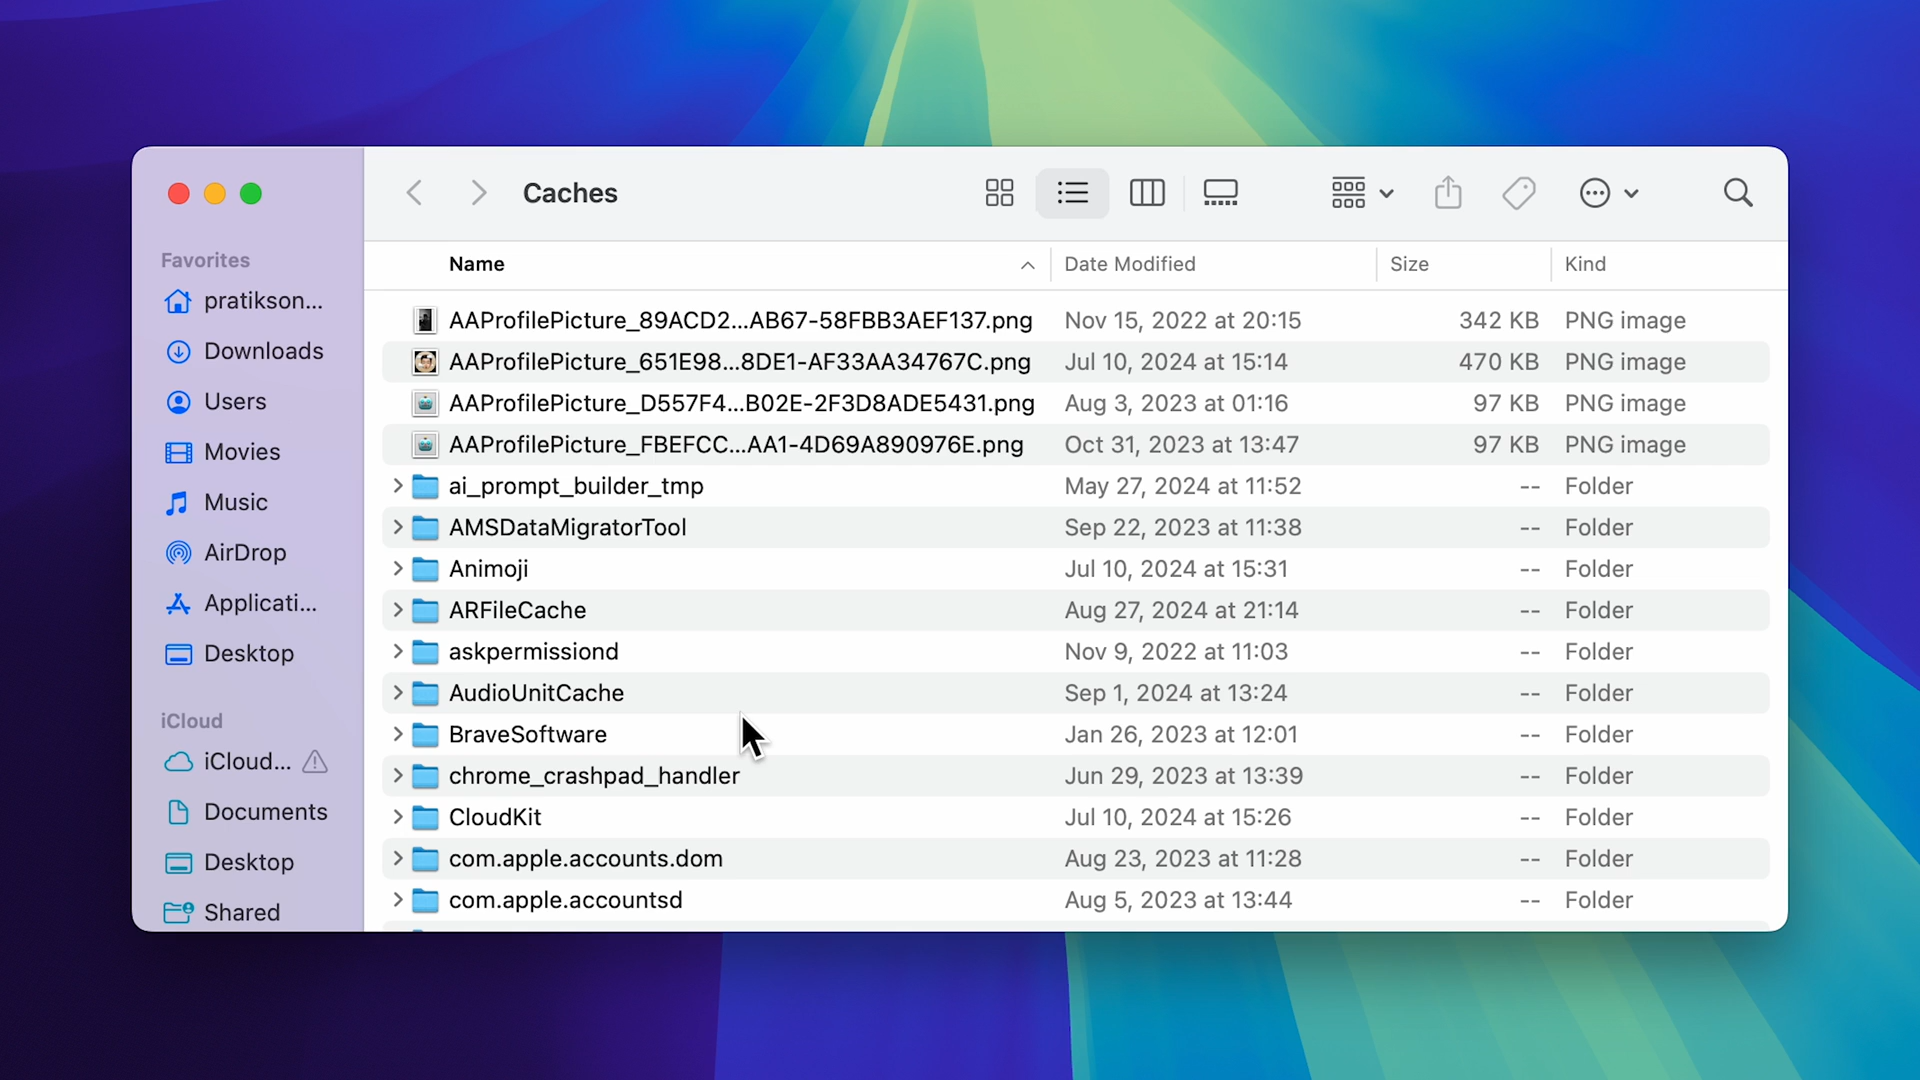 Caches
Favorites
pratikson...
Downloads
Users
Movies
Music
AirDrop
Applicati...
Desktop
iCloud
iCloud...
Documents
Desktop
Shared
Name Date Modified Size Kind
AAProfilePicture_89ACD2...AB67-58FBB3AEF137.png Nov 15, 2022 at 20:15 342 KB PNG image
AAProfilePicture_651E98...8DE1-AF33AA34767C.png Jul 10, 2024 at 15:14 470 KB PNG image
AAProfilePicture_D557F4...B02E-2F3D8ADE5431.png Aug 3, 2023 at 01:16 97 KB PNG image
AAProfilePicture_FBEFCC...AA1-4D69A890976E.png Oct 31, 2023 at 13:47 97 KB PNG image
ai_prompt_builder_tmp May 27, 2024 at 11:52 -- Folder
AMSDataMigratorTool Sep 22, 2023 at 11:38 -- Folder
Animoji Jul 10, 2024 at 15:31 -- Folder
ARFileCache Aug 27, 2024 at 21:14 -- Folder
askpermissiond Nov 9, 2022 at 11:03 -- Folder
AudioUnitCache Sep 1, 2024 at 13:24 -- Folder
BraveSoftware Jan 26, 2023 at 12:01 -- Folder
chrome_crashpad_handler Jun 29, 2023 at 13:39 -- Folder
CloudKit Jul 10, 2024 at 15:26 -- Folder
com.apple.accounts.dom Aug 23, 2023 at 11:28 -- Folder
com.apple.accountsd Aug 5, 2023 at 13:44 -- Folder